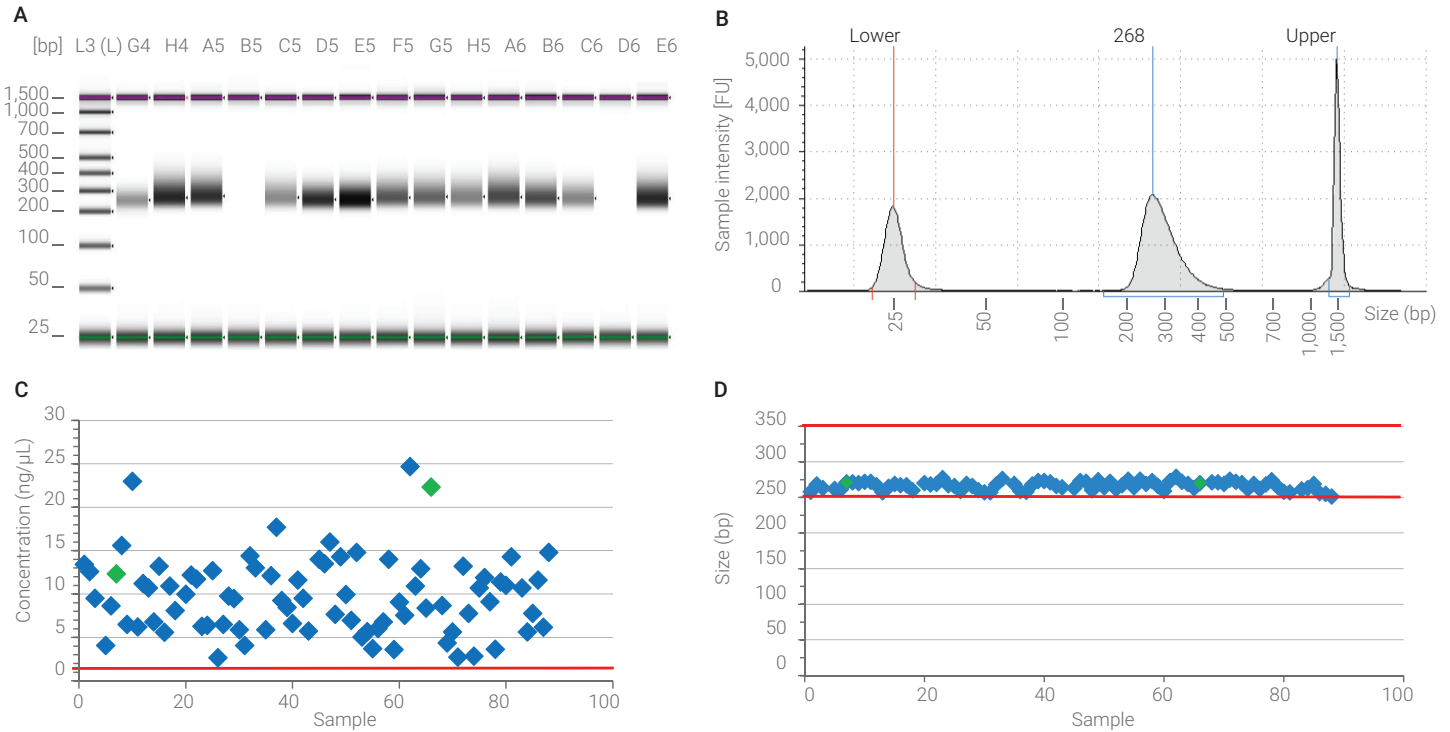 A
[bp] L3 (L) G4 H4 A5 B5 C5 D5 E5 F5 G5 H5 A6 B6 C6 D6 E6
1,500
1,000
700
500
400
300
200
100
50
25
B
Lower 268 Upper
Sample intensity [FU]
5,000
4,000
3,000
2,000
1,000
0
25 50 100 200 300 400 500 700 1,000 1,500 Size (bp)
C
Concentration (ng/µL)
30
25
20
15
10
5
0
0 20 40 60 80 100
Sample
D
Size (bp)
350
300
250
200
150
100
50
0
0 20 40 60 80 100
Sample